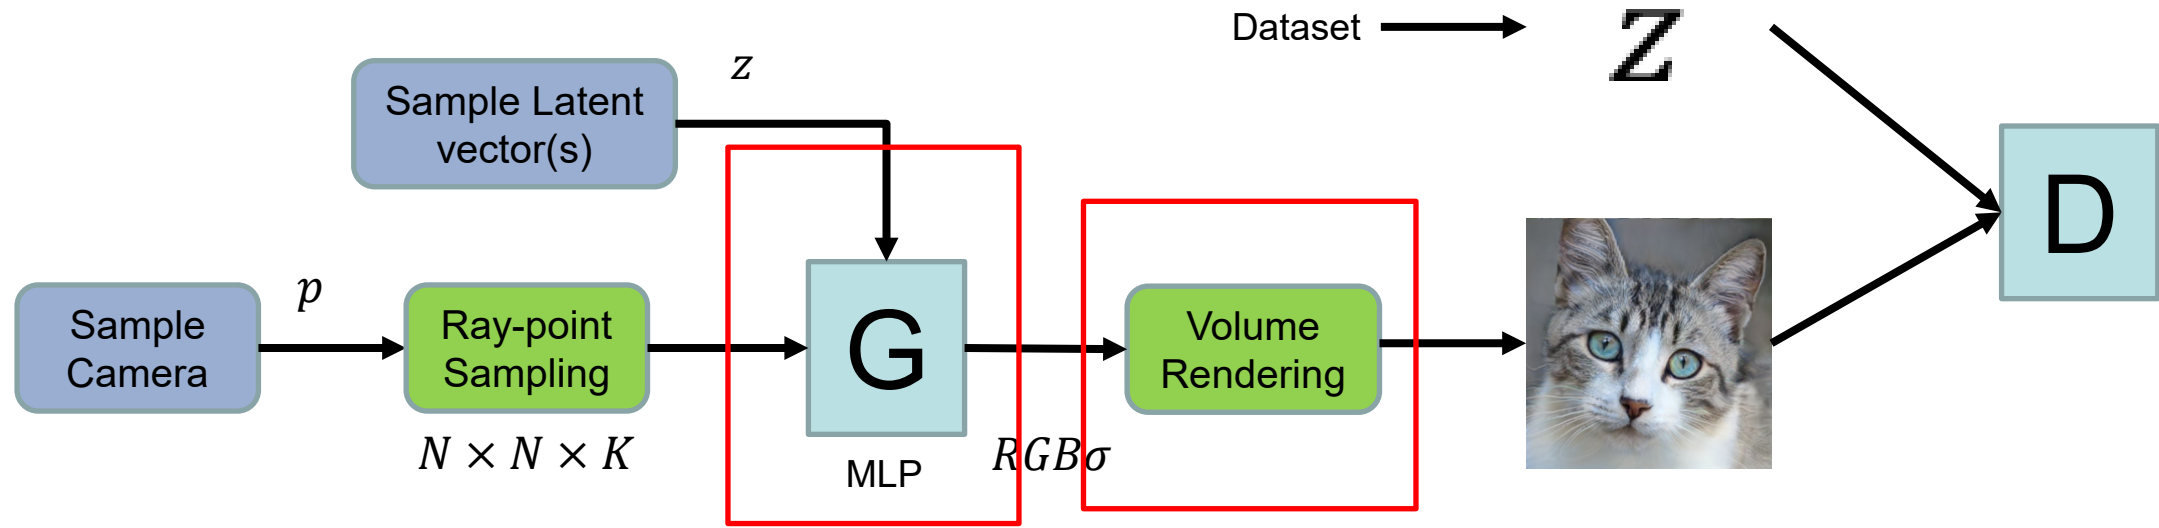 Dataset
Z
z
Sample Latent
vector(s)
D
p
Sample
Camera
Ray-point
Sampling
G
Volume
Rendering
N × N × K
MLP
RGBσ